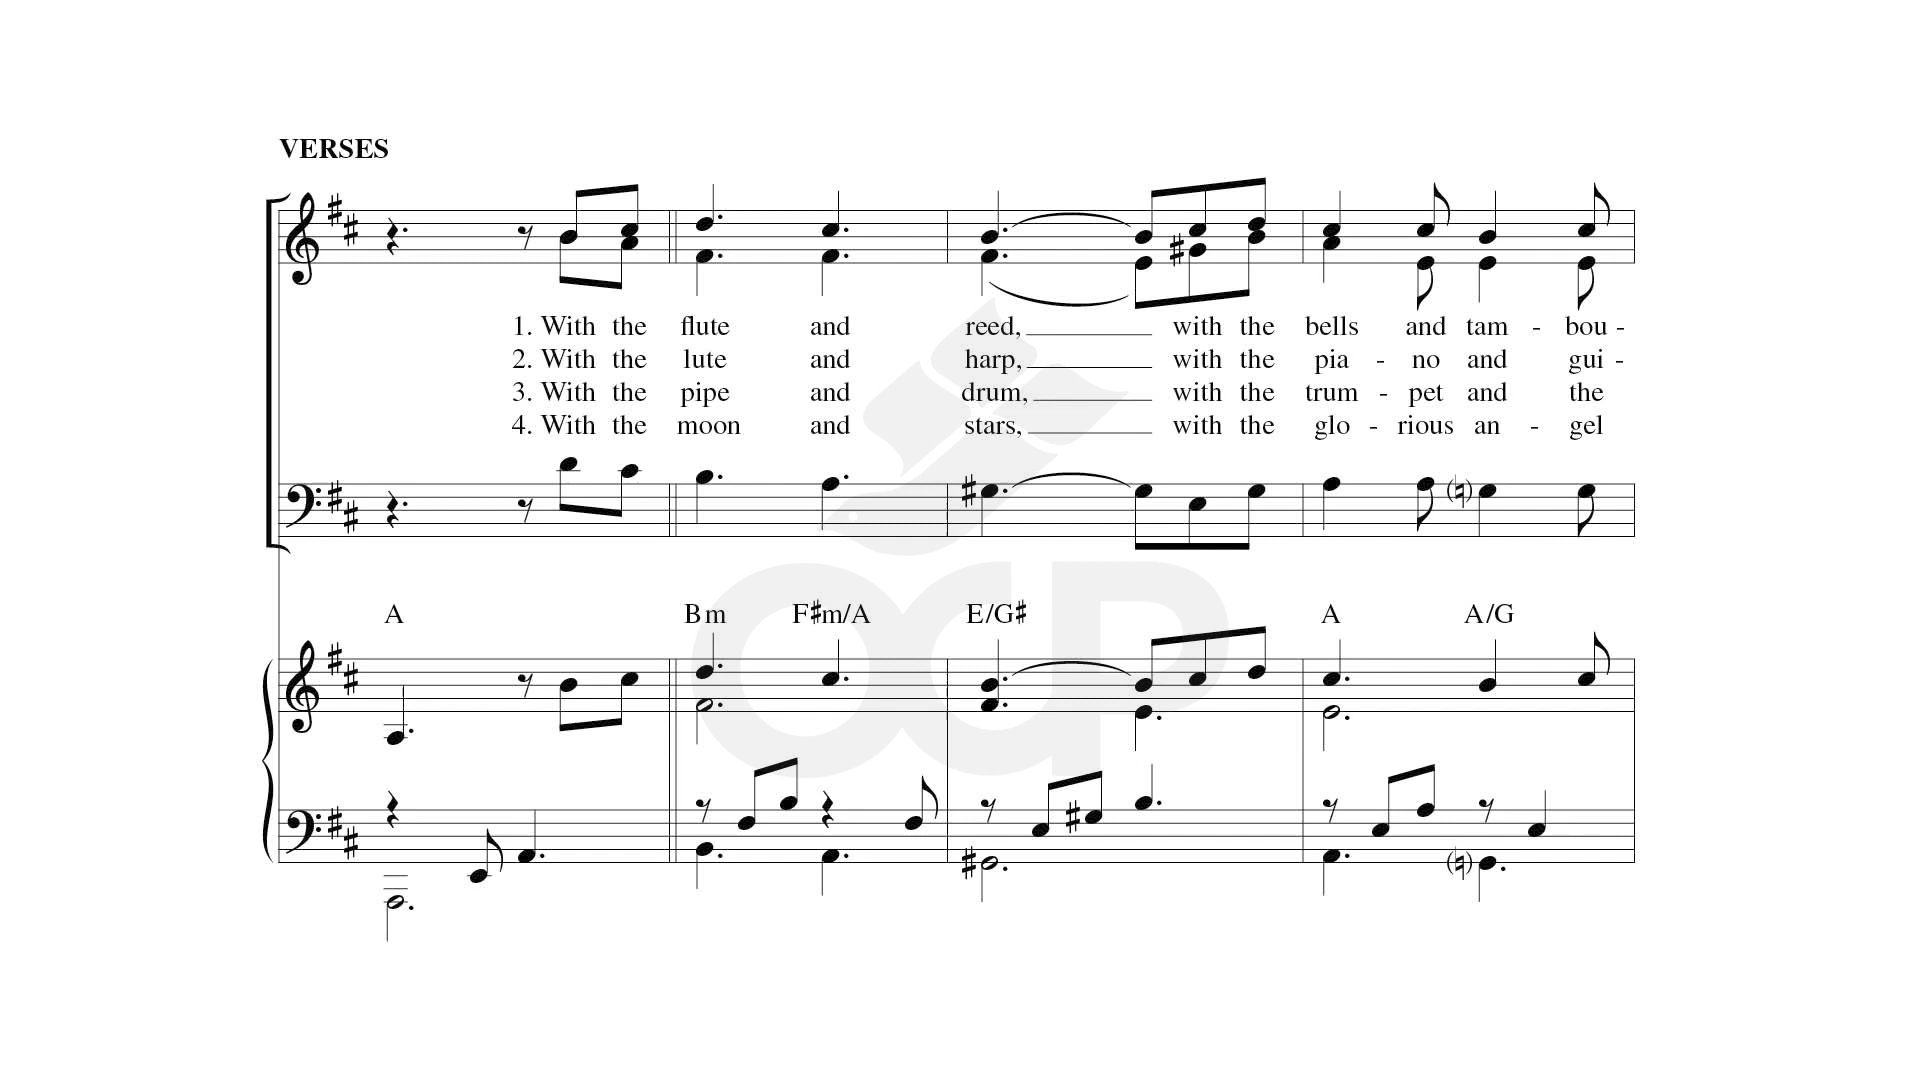 VERSES
1. With the flute and reed, with the bells and tam - bou -
2. With the lute and harp, with the pia - no and gui -
3. With the pipe and drum, with the trum - pet and the
4. With the moon and stars, with the glo - rious an - gel
A Bm F♯m/A E/G♯ A A/G
OCP